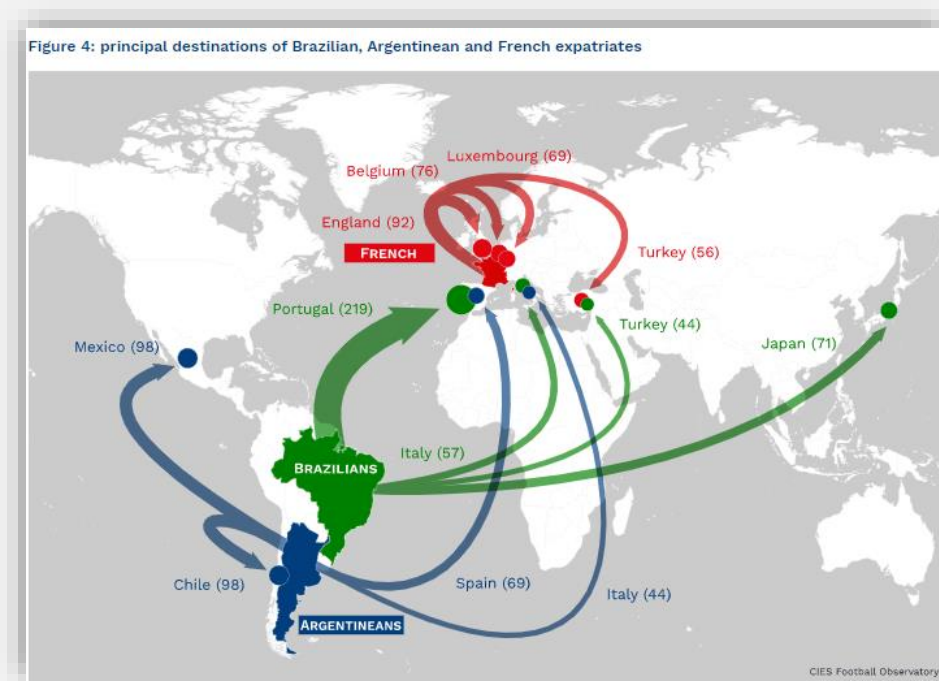 Figure 4: principal destinations of Brazilian, Argentinean and French expatriates
Luxembourg (69)
Belgium (76)
England (92)
FRENCH
Turkey (56)
Portugal (219)
Turkey (44)
Mexico (98)
Japan (71)
Italy (57)
BRAZILIANS
Chile (98)
Spain (69)
Italy (44)
ARGENTINEANS
CIES Football Observatory